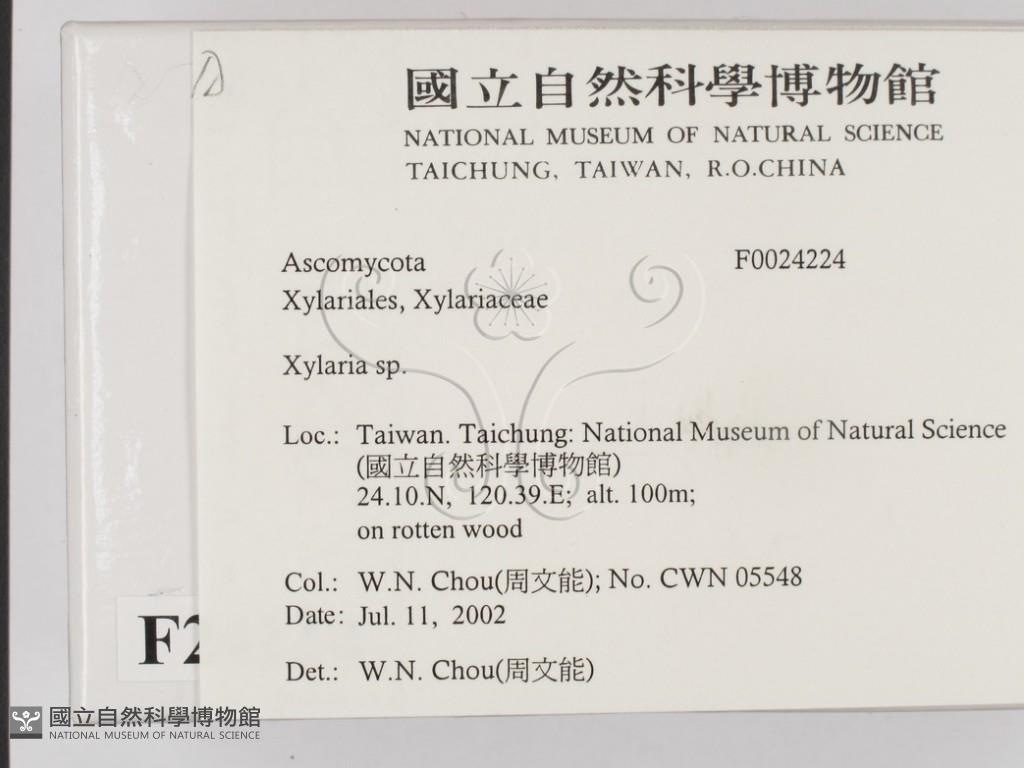 國立自然科學博物館
NATIONAL MUSEUM OF NATURAL SCIENCE
TAICHUNG, TAIWAN, R.O.CHINA
Ascomycota F0024224
Xylariales, Xylariaceae
Xylaria sp.
Loc.: Taiwan. Taichung: National Museum of Natural Science
(國立自然科學博物館)
24.10.N, 120.39.E; alt. 100m;
on rotten wood
Col.: W.N. Chou(周文能); No. CWN 05548
Date: Jul. 11, 2002
Det.: W.N. Chou(周文能)
F2
國立自然科學博物館
NATIONAL MUSEUM OF NATURAL SCIENCE